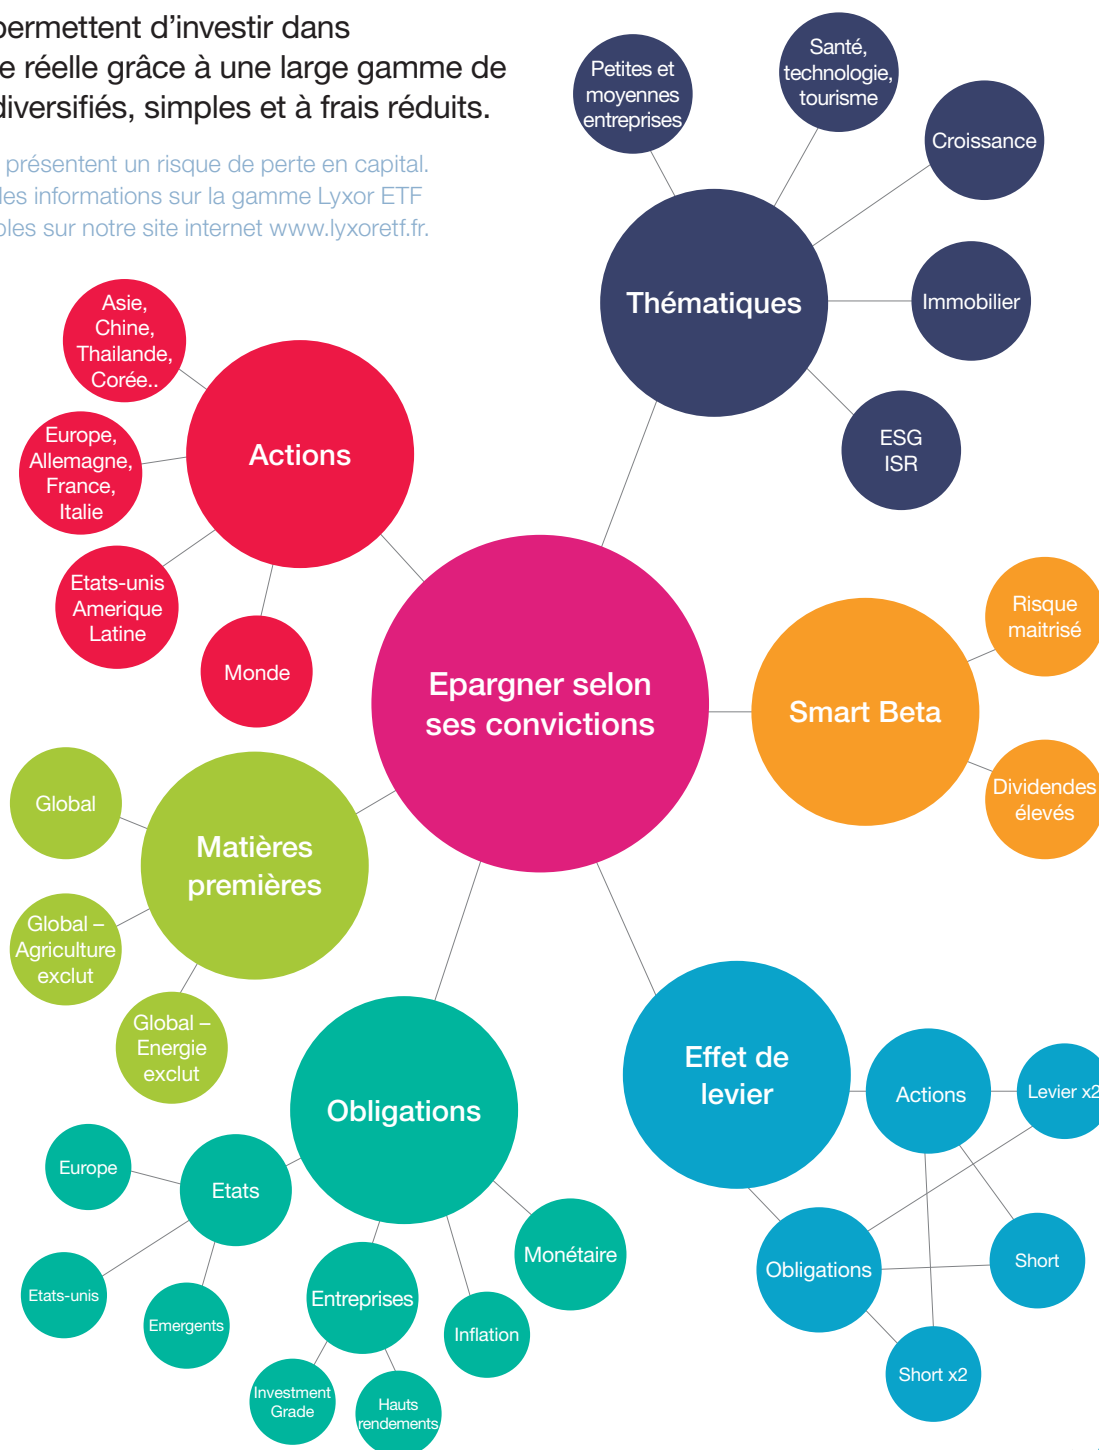 permettent d'investir dans
e réelle grâce à une large gamme de
diversifiés, simples et à frais réduits.
présentent un risque de perte en capital.
des informations sur la gamme Lyxor ETF
bles sur notre site internet www.lyxoretf.fr.
Petites et
moyennes
entreprises
Santé,
technologie,
tourisme
Croissance
Thématiques
Immobilier
ESG
ISR
Asie,
Chine,
Thailande,
Corée..
Actions
Europe,
Allemagne,
France,
Italie
Etats-unis
Amerique
Latine
Monde
Epargner selon
ses convictions
Risque
maitrisé
Smart Beta
Dividendes
élevés
Global
Matières
premières
Global –
Agriculture
exclut
Global –
Energie
exclut
Obligations
Europe
Etats
Etats-unis
Emergents
Entreprises
Investment
Grade
Hauts
rendements
Inflation
Monétaire
Effet de
levier
Actions
Levier x2
Obligations
Short
Short x2